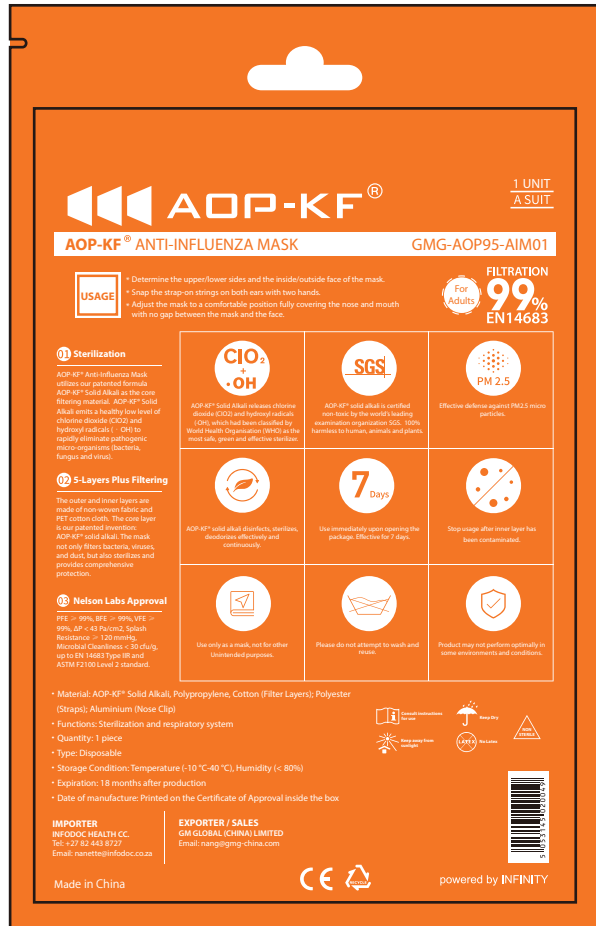 AOP-KF®
1 UNIT
A SUIT
AOP-KF® ANTI-INFLUENZA MASK
GMG-AOP95-AIM01
USAGE
• Determine the upper/lower sides and the inside/outside face of the mask.
• Snap the strap-on strings on both ears with two hands.
• Adjust the mask to a comfortable position fully covering the nose and mouth
with no gap between the mask and the face.
For
Adults
FILTRATION
99%
EN14683
01 Sterilization
AOP-KF® Anti-Influenza Mask
utilizes our patented formula
AOP-KF® Solid Alkali as the core
filtering material. AOP-KF® Solid
Alkali emits a healthy low level of
chlorine dioxide (ClO2) and
hydroxyl radicals ( · OH) to
rapidly eliminate pathogenic
micro-organisms (bacteria,
fungus and virus).
02 5-Layers Plus Filtering
The outer and inner layers are
made of non-woven fabric and
PET cotton cloth. The core layer
is our patented invention:
AOP-KF® solid alkali. The mask
not only filters bacteria, viruses,
and dust, but also sterilizes and
provides comprehensive
protection.
03 Nelson Labs Approval
PFE ≥ 99%, BFE ≥ 99%, VFE ≥
99%, ΔP < 43 Pa/cm2, Splash
Resistance ≥ 120 mmHg,
Microbial Cleanliness < 30 cfu/g,
up to EN 14683 Type IIR and
ASTM F2100 Level 2 standard.
ClO2
+
·OH
AOP-KF® Solid Alkali releases chlorine
dioxide (ClO2) and hydroxyl radicals
(·OH), which had been classified by
World Health Organisation (WHO) as the
most safe, green and effective sterilizer.
SGS
AOP-KF® solid alkali is certified
non-toxic by the world's leading
examination organization SGS. 100%
harmless to human, animals and plants.
PM 2.5
Effective defense against PM2.5 micro
particles.
AOP-KF® solid alkali disinfects, sterilizes,
deodorizes effectively and
continuously.
7 Days
Use immediately upon opening the
package. Effective for 7 days.
Stop usage after inner layer has
been contaminated.
Use only as a mask, not for other
Unintended purposes.
Please do not attempt to wash and
reuse.
Product may not perform optimally in
some environments and conditions.
• Material: AOP-KF® Solid Alkali, Polypropylene, Cotton (Filter Layers); Polyester
(Straps); Aluminium (Nose Clip)
• Functions: Sterilization and respiratory system
• Quantity: 1 piece
• Type: Disposable
• Storage Condition: Temperature (-10 °C-40 °C), Humidity (< 80%)
• Expiration: 18 months after production
• Date of manufacture: Printed on the Certificate of Approval inside the box
Consult instructions
for use
Keep Dry
Keep away from
sunlight
LATEX
No Latex
NON
STERILE
IMPORTER
INFODOC HEALTH CC.
Tel: +27 82 443 8727
Email: nanette@infodoc.co.za
EXPORTER / SALES
GM GLOBAL (CHINA) LIMITED
Email: nang@gmg-china.com
5 053145 020049
Made in China
CE
RECYCLE
powered by INFINITY